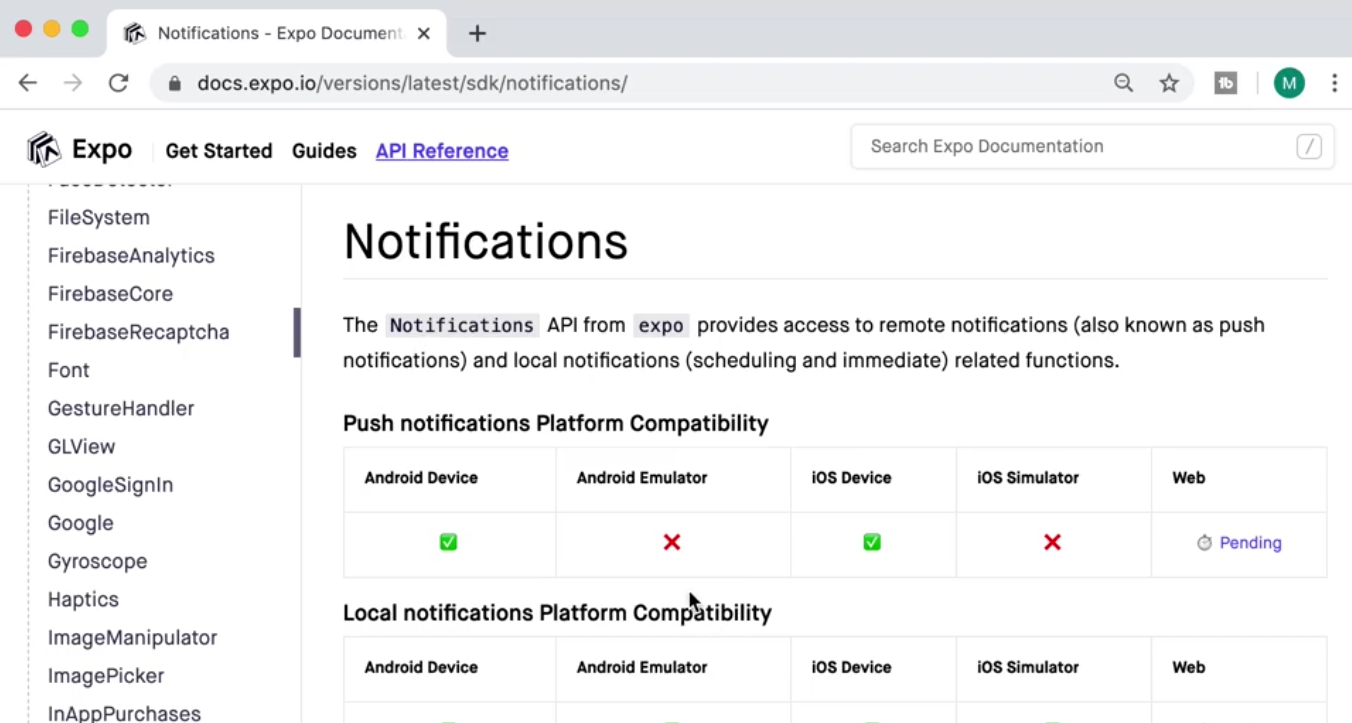 Notifications - Expo Document
docs.expo.io/versions/latest/sdk/notifications/
M
Expo
Get Started
Guides
API Reference
Search Expo Documentation
/
FileSystem
FirebaseAnalytics
FirebaseCore
FirebaseRecaptcha
Font
GestureHandler
GLView
GoogleSignIn
Google
Gyroscope
Haptics
ImageManipulator
ImagePicker
InAppPurchases
Notifications
The Notifications API from expo provides access to remote notifications (also known as push
notifications) and local notifications (scheduling and immediate) related functions.
Push notifications Platform Compatibility
Android Device
Android Emulator
iOS Device
iOS Simulator
Web
Pending
Local notifications Platform Compatibility
Android Device
Android Emulator
iOS Device
iOS Simulator
Web